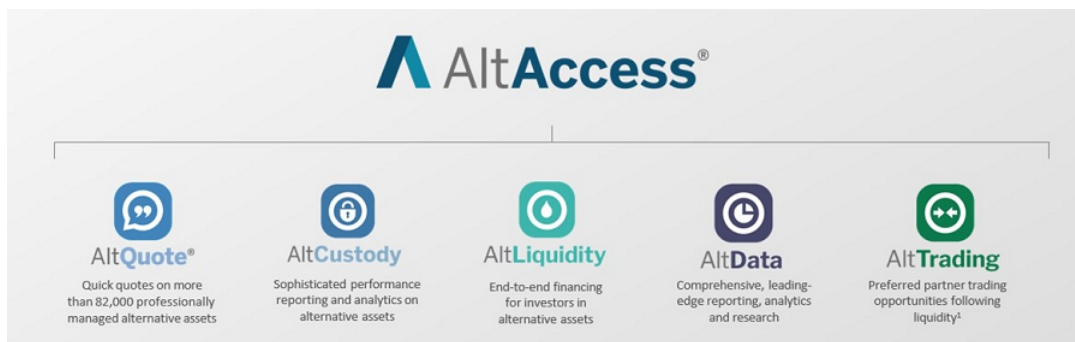 AltAccess®
AltQuote®
Quick quotes on more
than 82,000 professionally
managed alternative assets
AltCustody
Sophisticated performance
reporting and analytics on
alternative assets
AltLiquidity
End-to-end financing
for investors in
alternative assets
AltData
Comprehensive, leading-
edge reporting, analytics
and research
AltTrading
Preferred partner trading
opportunities following
liquidity¹